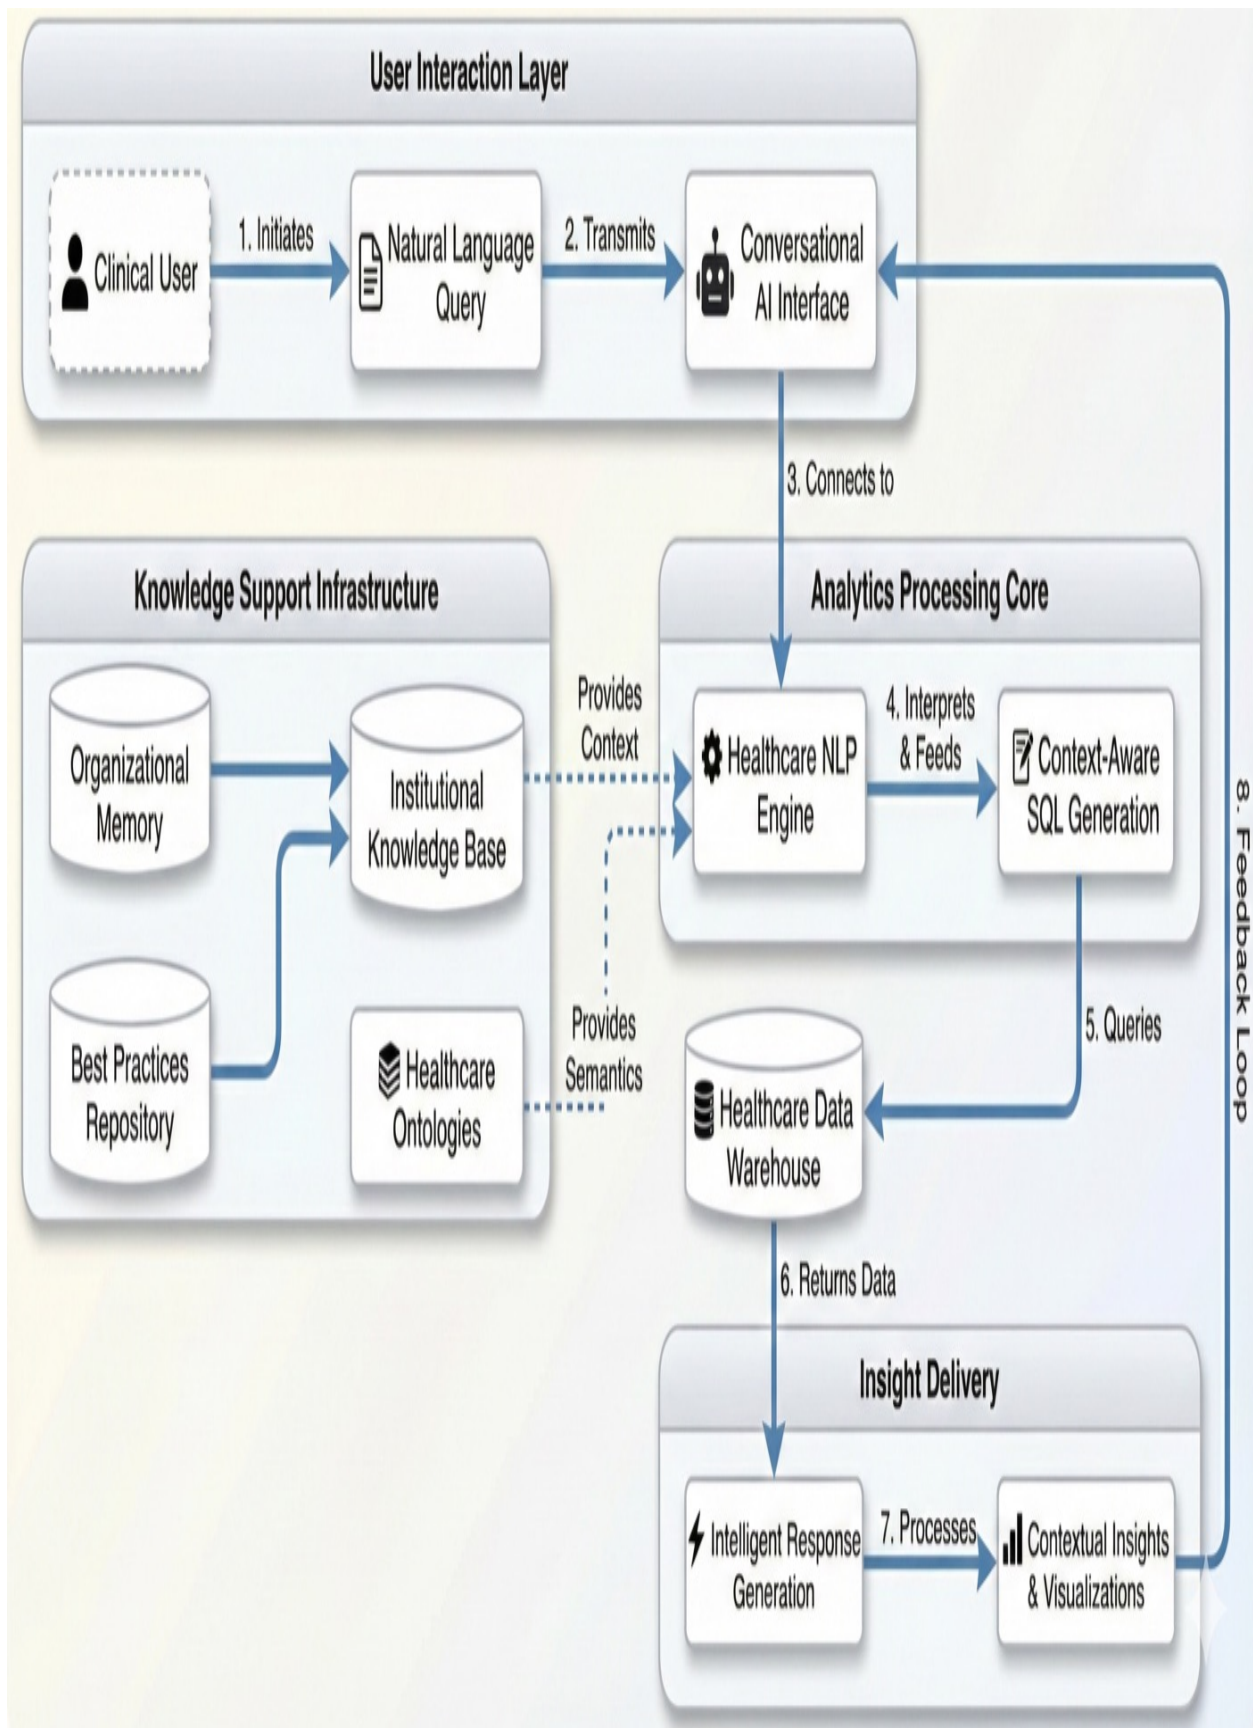 User Interaction Layer
Clinical User
1. Initiates
Natural Language
Query
2. Transmits
Conversational
AI Interface
3. Connects to
Knowledge Support Infrastructure
Organizational
Memory
Institutional
Knowledge Base
Best Practices
Repository
Healthcare
Ontologies
Provides
Context
Provides
Semantics
Analytics Processing Core
Healthcare NLP
Engine
4. Interprets
& Feeds
Context-Aware
SQL Generation
5. Queries
Healthcare Data
Warehouse
6. Returns Data
Insight Delivery
Intelligent Response
Generation
7. Processes
Contextual Insights
& Visualizations
8. Feedback Loop